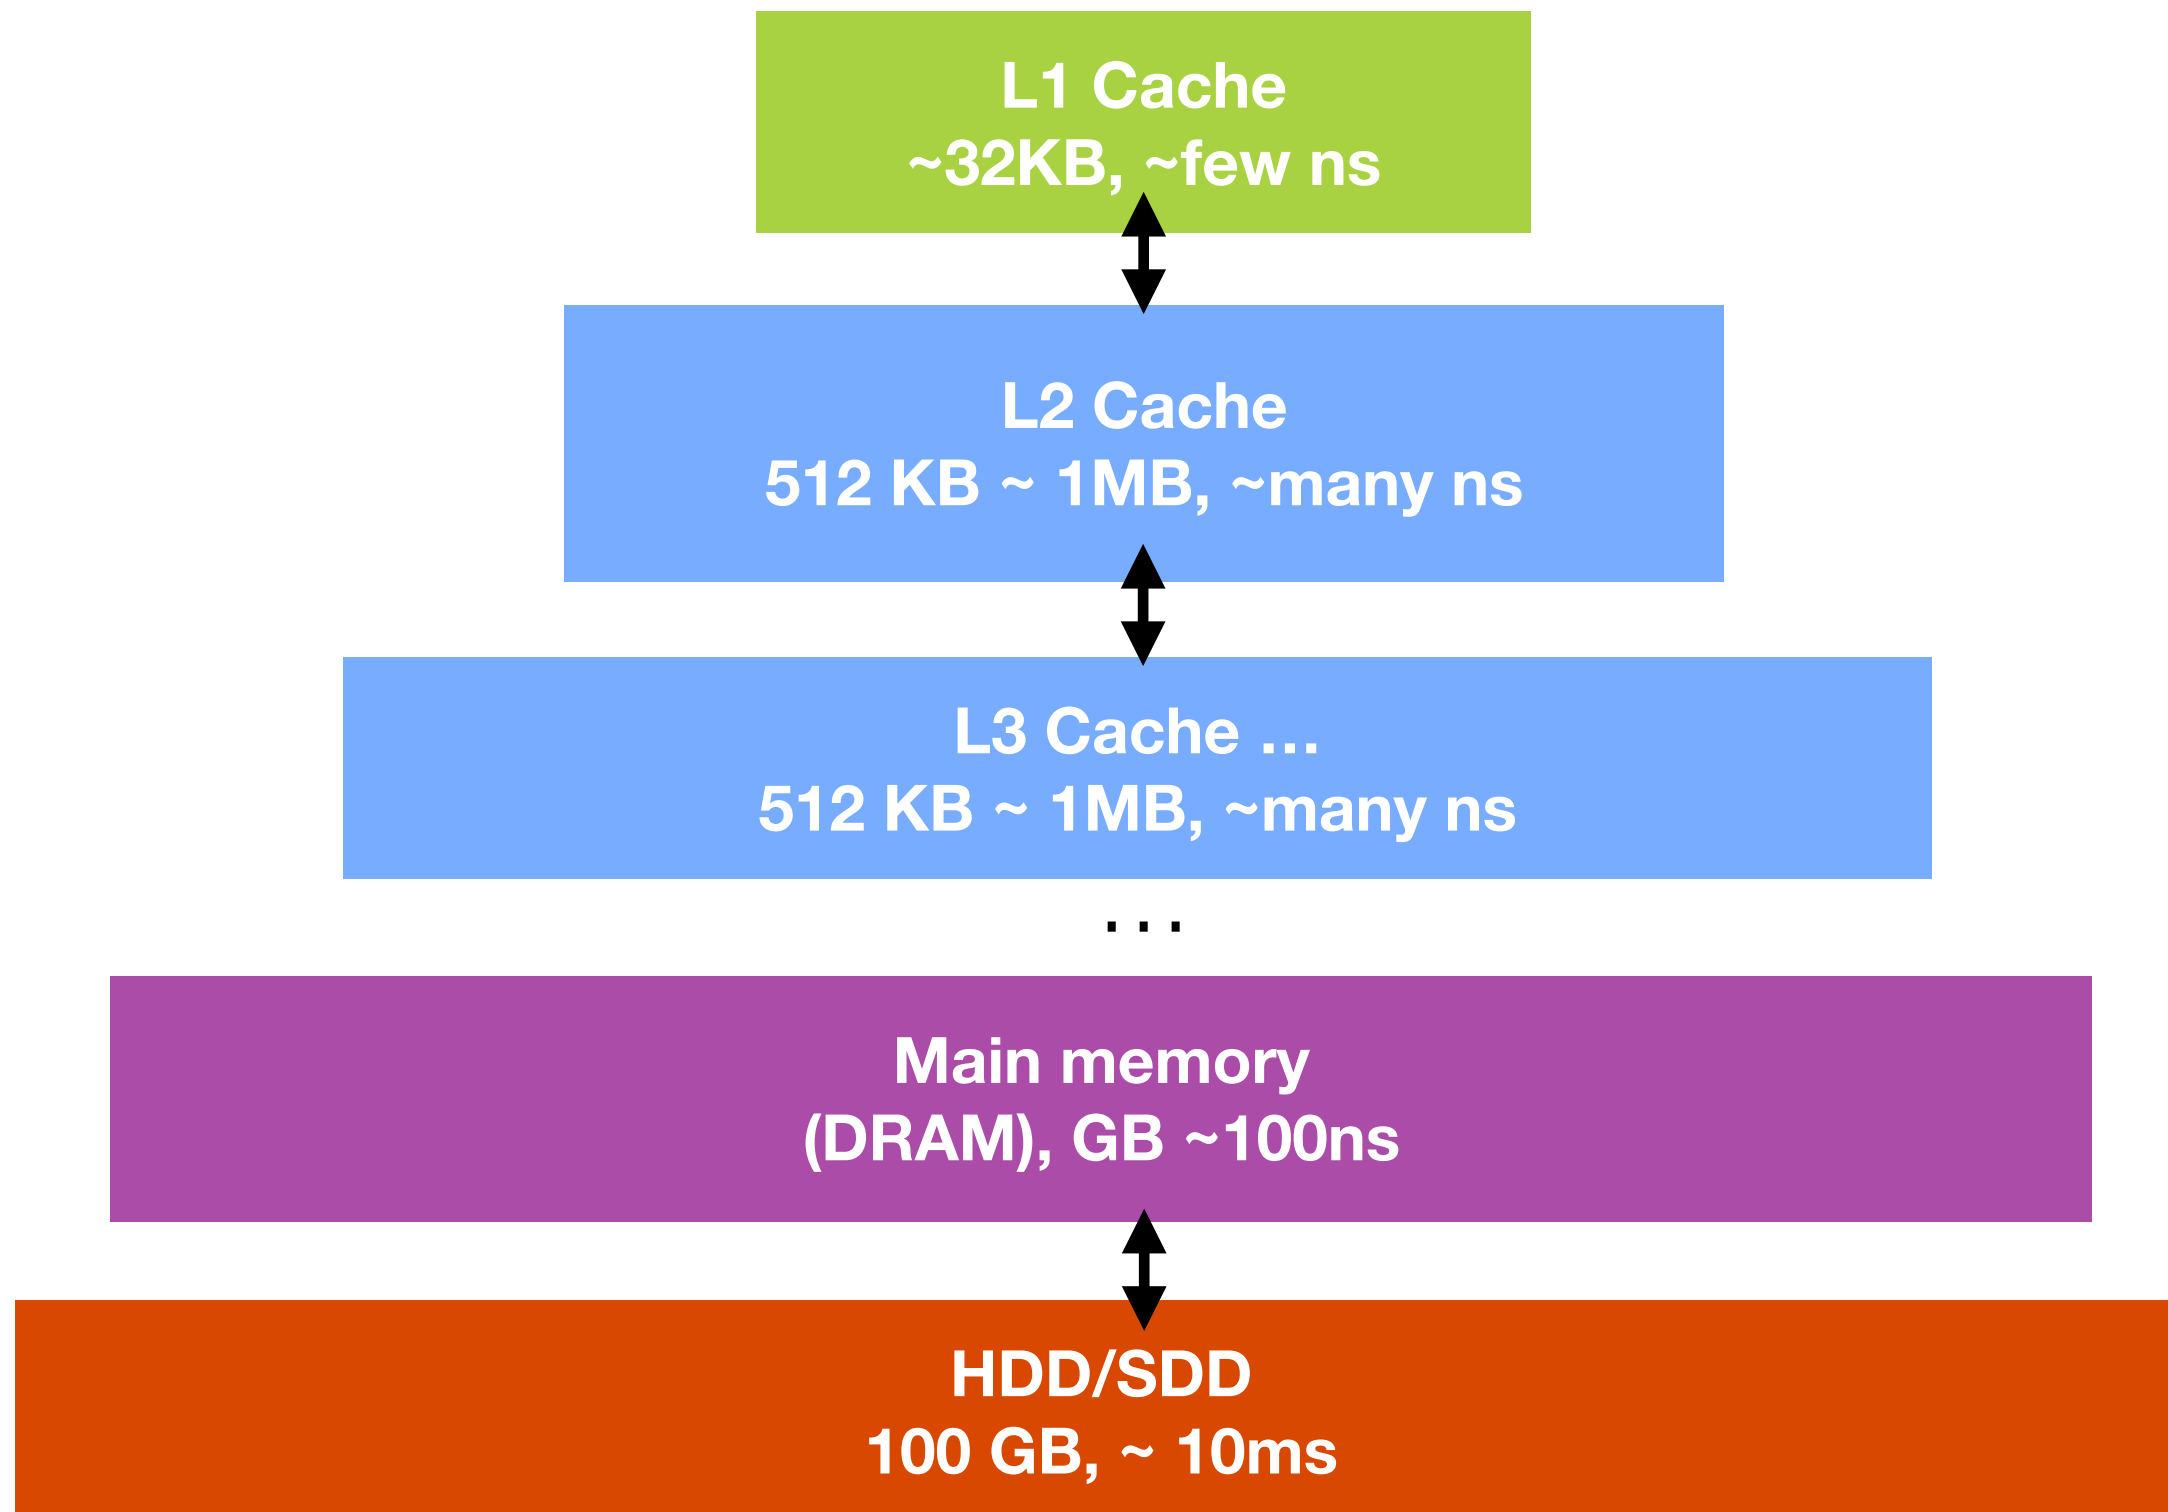 L1 Cache
~32KB, ~few ns
L2 Cache
512 KB ~ 1MB, ~many ns
L3 Cache ...
512 KB ~ 1MB, ~many ns
...
Main memory
(DRAM), GB ~100ns
HDD/SDD
100 GB, ~ 10ms